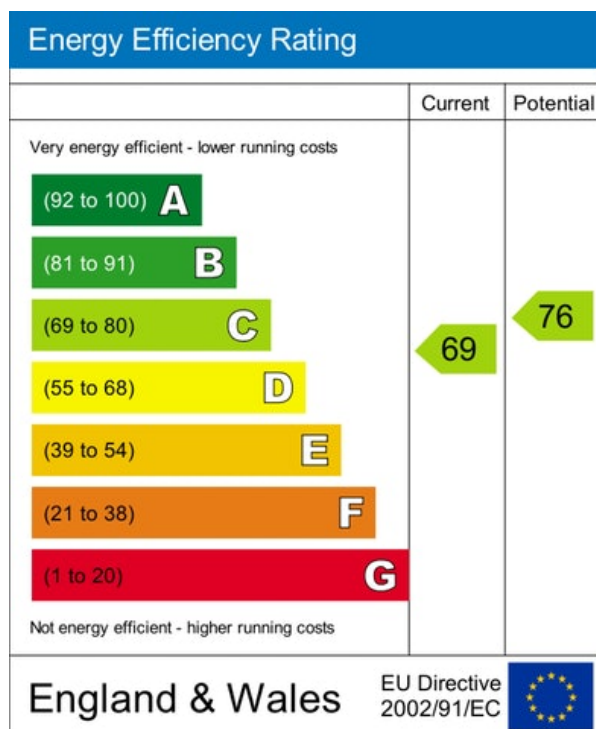 Energy Efficiency Rating
Current Potential
Very energy efficient - lower running costs
(92 to 100) A
(81 to 91) B
(69 to 80) C
(55 to 68) D
(39 to 54) E
(21 to 38) F
(1 to 20) G
69
76
Not energy efficient - higher running costs
England & Wales
EU Directive
2002/91/EC